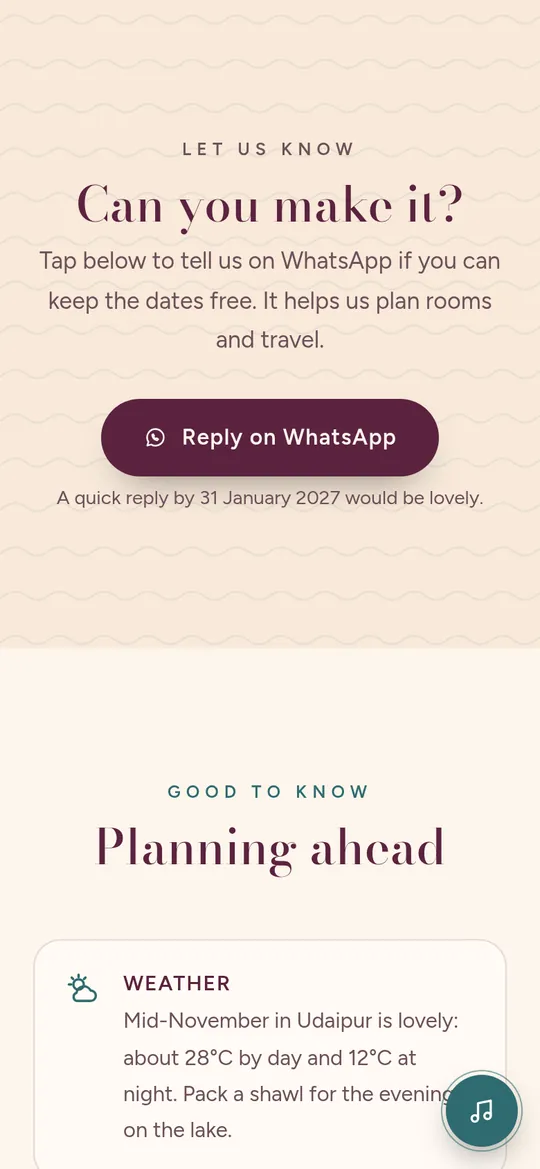 LET US KNOW
Can you make it?
Tap below to tell us on WhatsApp if you can
keep the dates free. It helps us plan rooms
and travel.
Reply on WhatsApp
A quick reply by 31 January 2027 would be lovely.
GOOD TO KNOW
Planning ahead
WEATHER
Mid-November in Udaipur is lovely:
about 28°C by day and 12°C at
night. Pack a shawl for the evening
on the lake.